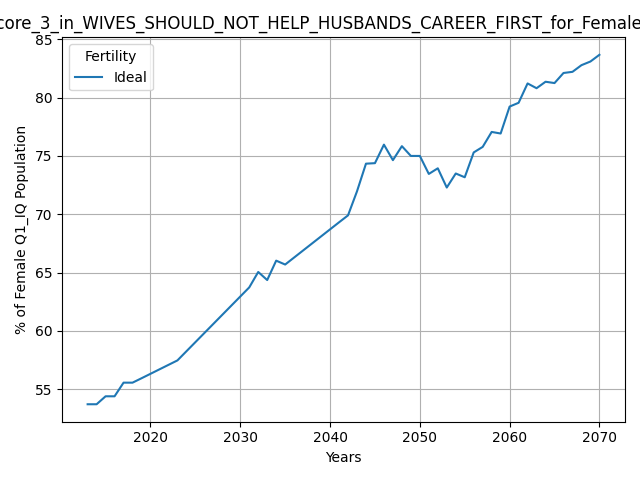 core_3_in_WIVES_SHOULD_NOT_HELP_HUSBANDS_CAREER_FIRST_for_Female
85
80
75
70
65
60
55
% of Female Q1_IQ Population
Fertility
Ideal
2020 2030 2040 2050 2060 2070
Years